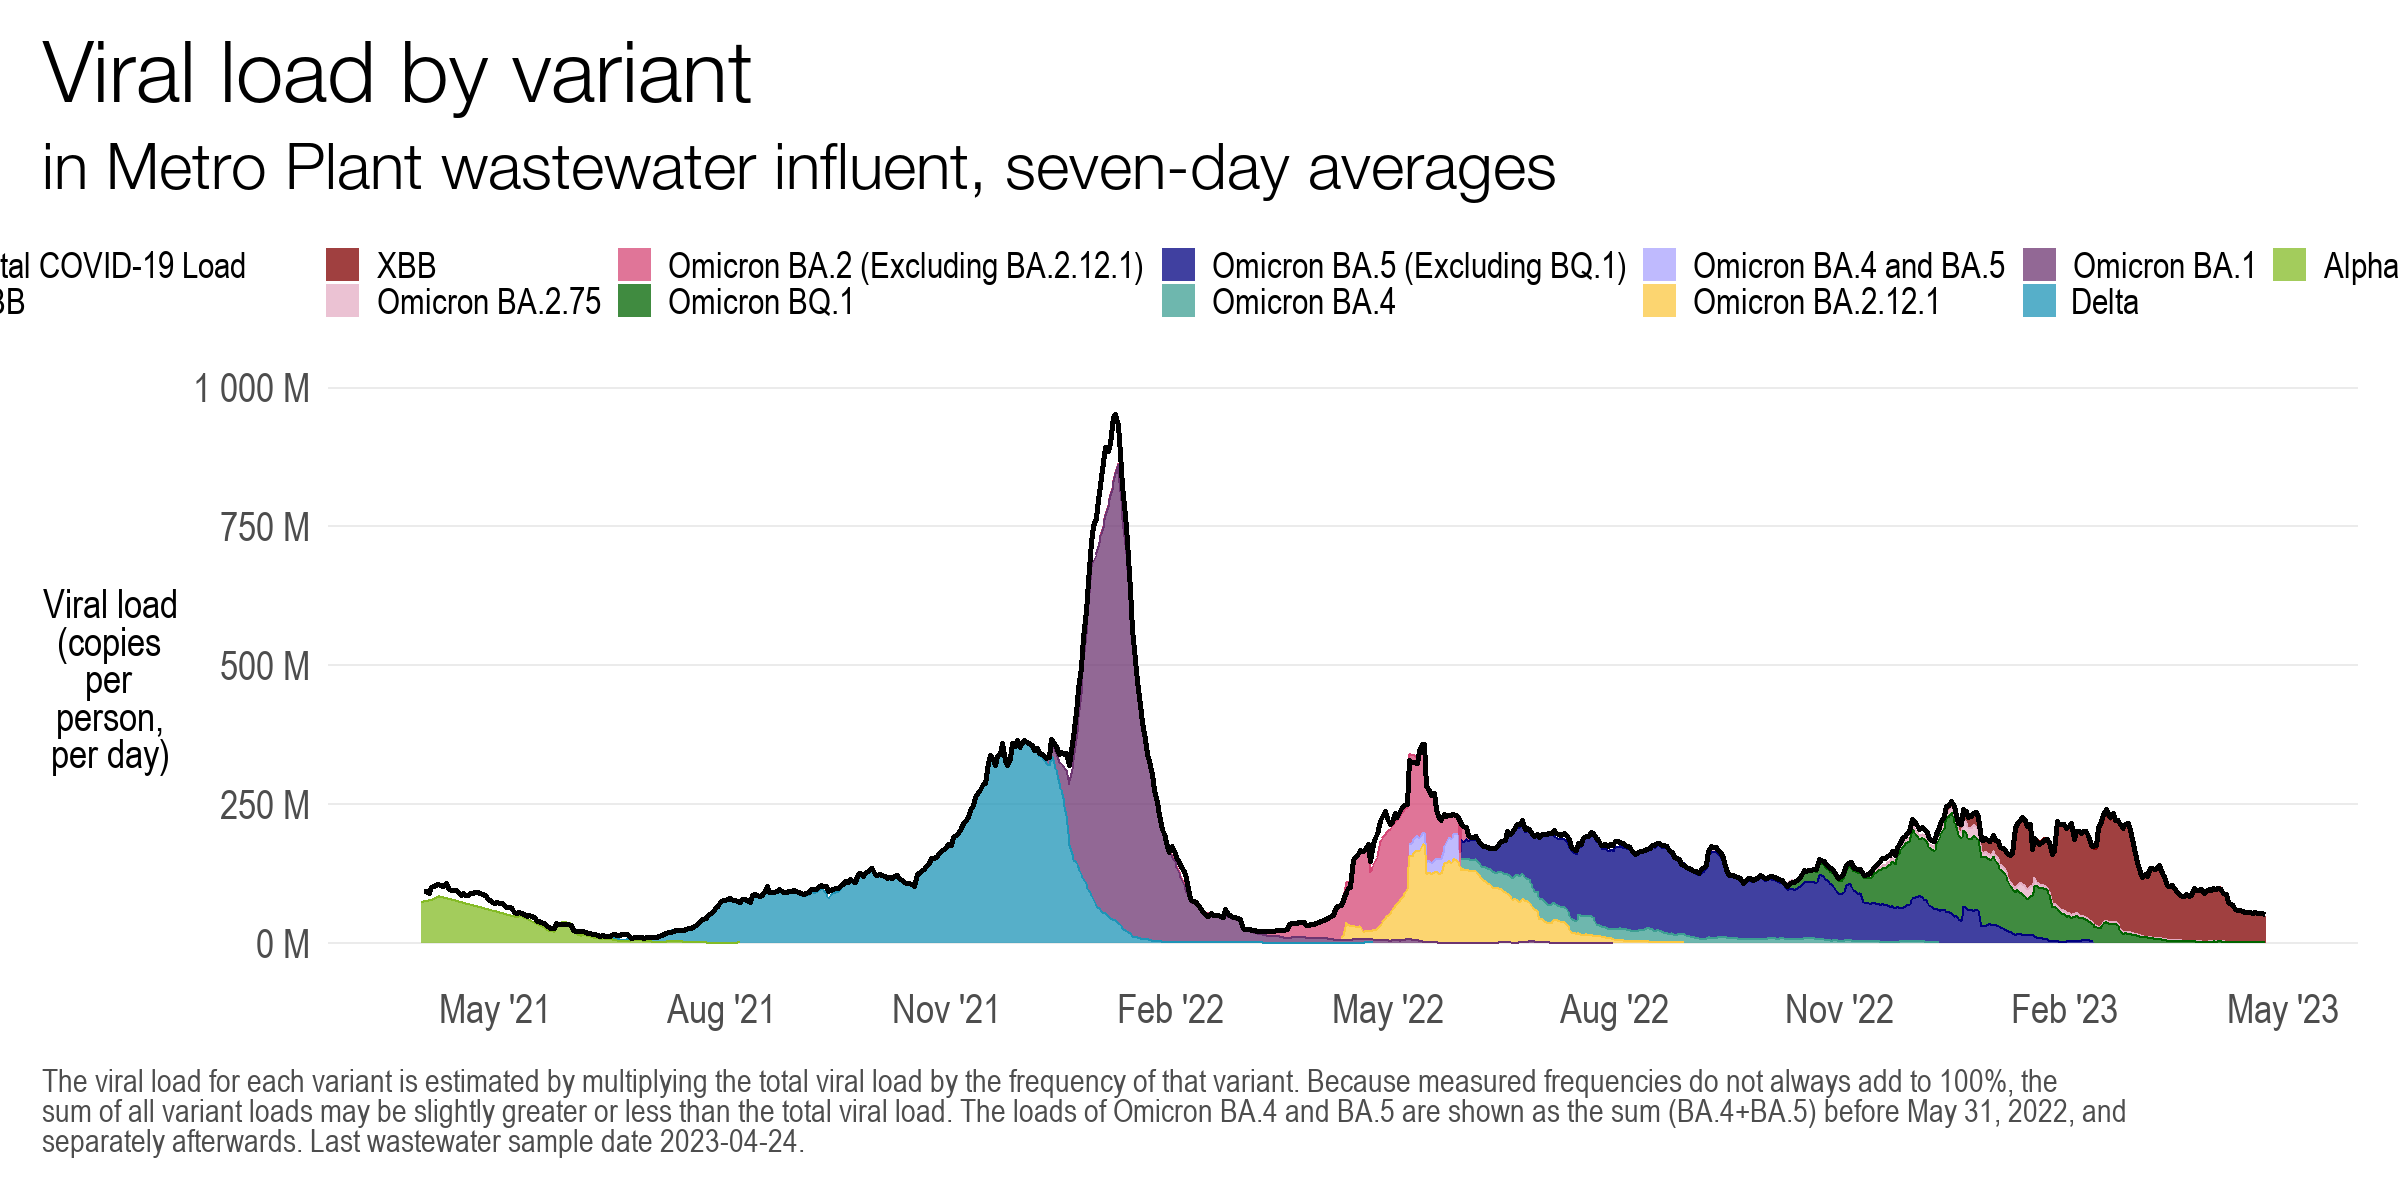 Viral load by variant
in Metro Plant wastewater influent, seven-day averages
tal COVID-19 Load XBB Omicron BA.2 (Excluding BA.2.12.1) Omicron BA.5 (Excluding BQ.1) Omicron BA.4 and BA.5 Omicron BA.1 Alpha
BB Omicron BA.2.75 Omicron BQ.1 Omicron BA.4 Omicron BA.2.12.1 Delta
1 000 M
750 M
500 M
250 M
0 M
Viral load
(copies
per
person,
per day)
May '21 Aug '21 Nov '21 Feb '22 May '22 Aug '22 Nov '22 Feb '23 May '23
The viral load for each variant is estimated by multiplying the total viral load by the frequency of that variant. Because measured frequencies do not always add to 100%, the
sum of all variant loads may be slightly greater or less than the total viral load. The loads of Omicron BA.4 and BA.5 are shown as the sum (BA.4+BA.5) before May 31, 2022, and
separately afterwards. Last wastewater sample date 2023-04-24.